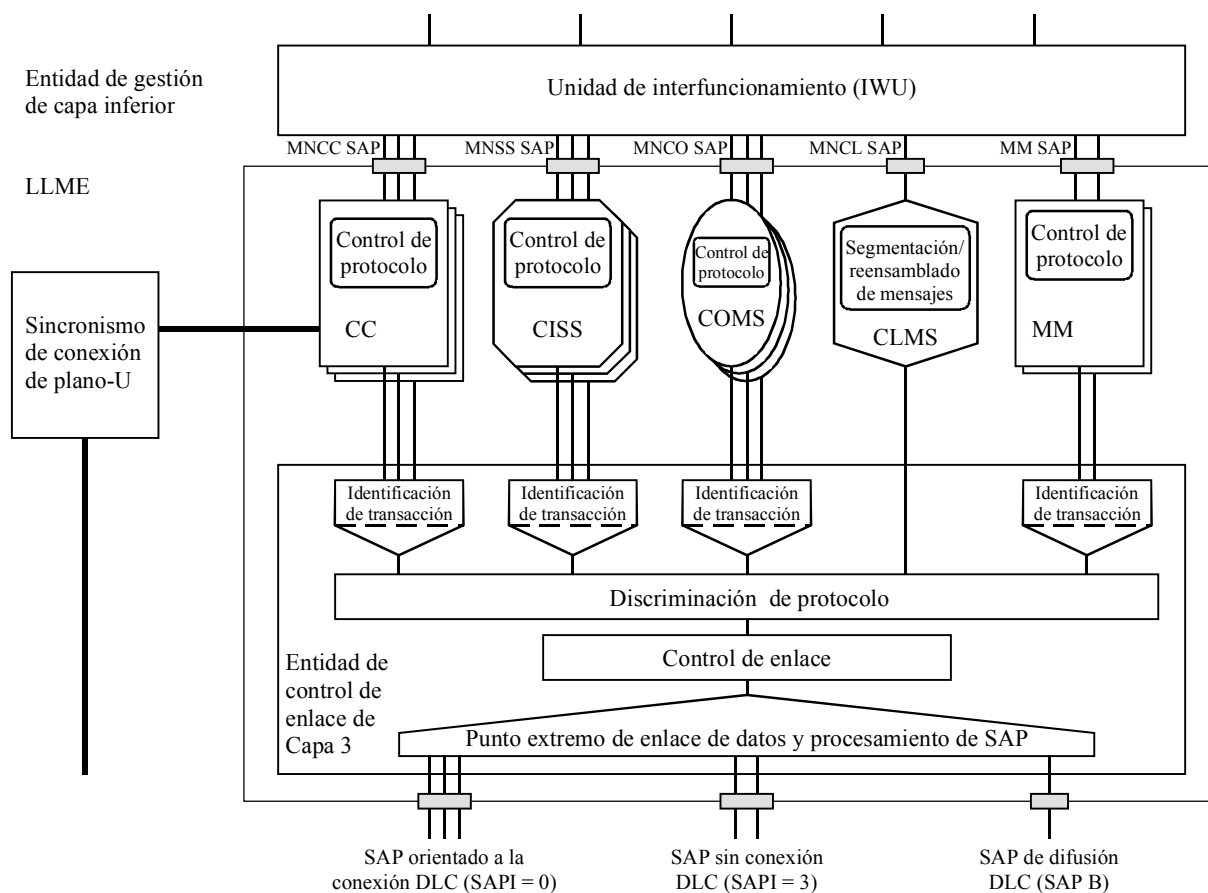 Entidad de gestión
de capa inferior
Unidad de interfuncionamiento (IWU)
MNCC SAP
MNSS SAP
MNCO SAP
MNCL SAP
MM SAP
LLME
Control de
protocolo
CC
Control de
protocolo
CISS
Control de
protocolo
COMS
Segmentación/
reensamblado
de mensajes
CLMS
Control de
protocolo
MM
Sincronismo
de conexión
de plano-U
Identificación
de transacción
Identificación
de transacción
Identificación
de transacción
Identificación
de transacción
Discriminación de protocolo
Control de enlace
Entidad de
control de
enlace de
Capa 3
Punto extremo de enlace de datos y procesamiento de SAP
SAP orientado a la
conexión DLC (SAPI = 0)
SAP sin conexión
DLC (SAPI = 3)
SAP de difusión
DLC (SAP B)